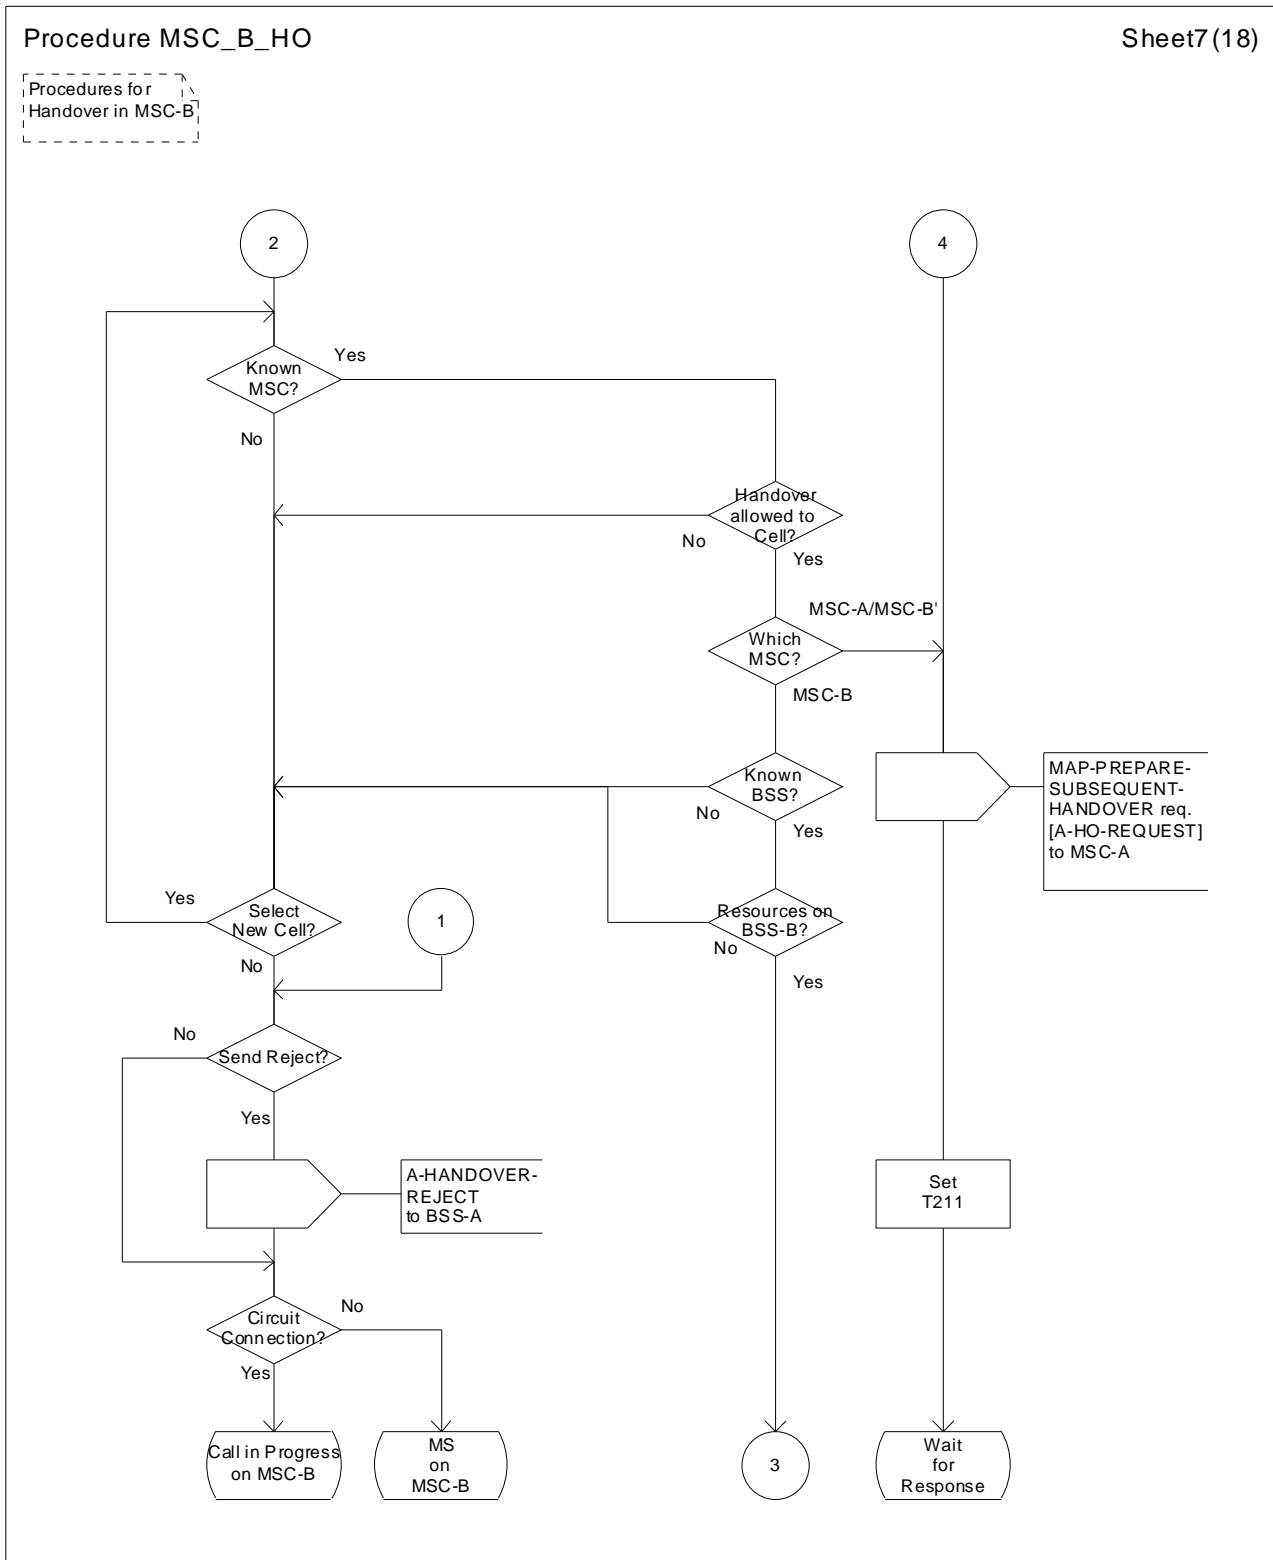 Procedure MSC_B_HO
Sheet7(18)
Procedures for
Handover in MSC-B
2
4
Known
MSC?
Yes
No
Handover
allowed to
Cell?
No
Yes
MSC-A/MSC-B'
Which
MSC?
MSC-B
Known
BSS?
No
Yes
MAP-PREPARE-
SUBSEQUENT-
HANDOVER req.
[A-HO-REQUEST]
to MSC-A
Yes
Select
New Cell?
No
1
Resources on
BSS-B?
No
Yes
No
Send Reject?
Yes
A-HANDOVER-
REJECT
to BSS-A
Set
T211
Circuit
Connection?
No
Yes
Call in Progress
on MSC-B
MS
on
MSC-B
3
Wait
for
Response